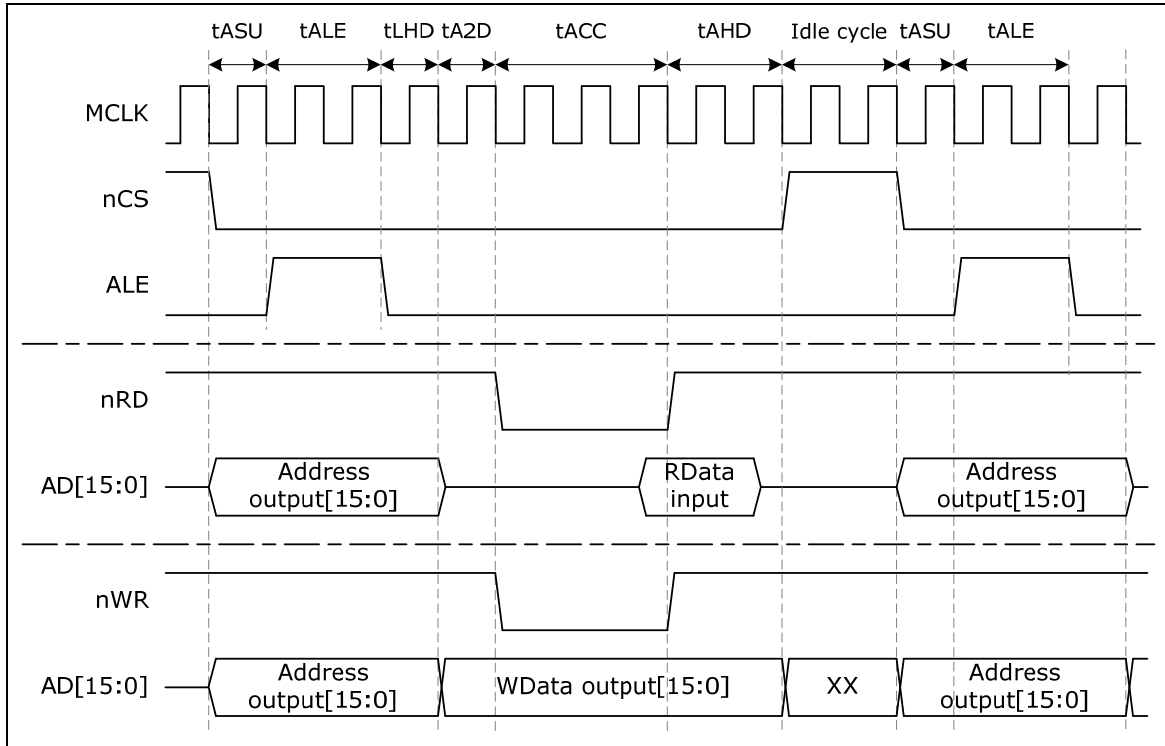 tASU tALE tLHD tA2D tACC tAHD Idle cycle tASU tALE
MCLK
nCS
ALE
nRD
AD[15:0]
Address
output[15:0]
RData
input
Address
output[15:0]
nWR
AD[15:0]
Address
output[15:0]
WData output[15:0]
XX
Address
output[15:0]